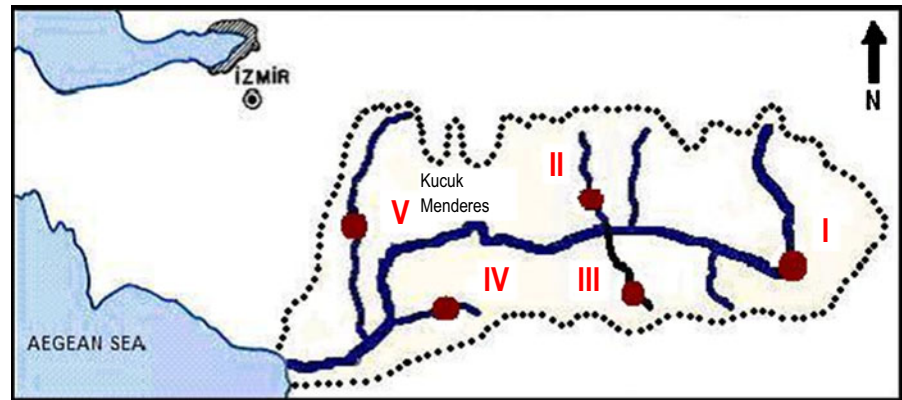 İZMİR
N
II
Kucuk
V
Menderes
I
IV
III
AEGEAN SEA